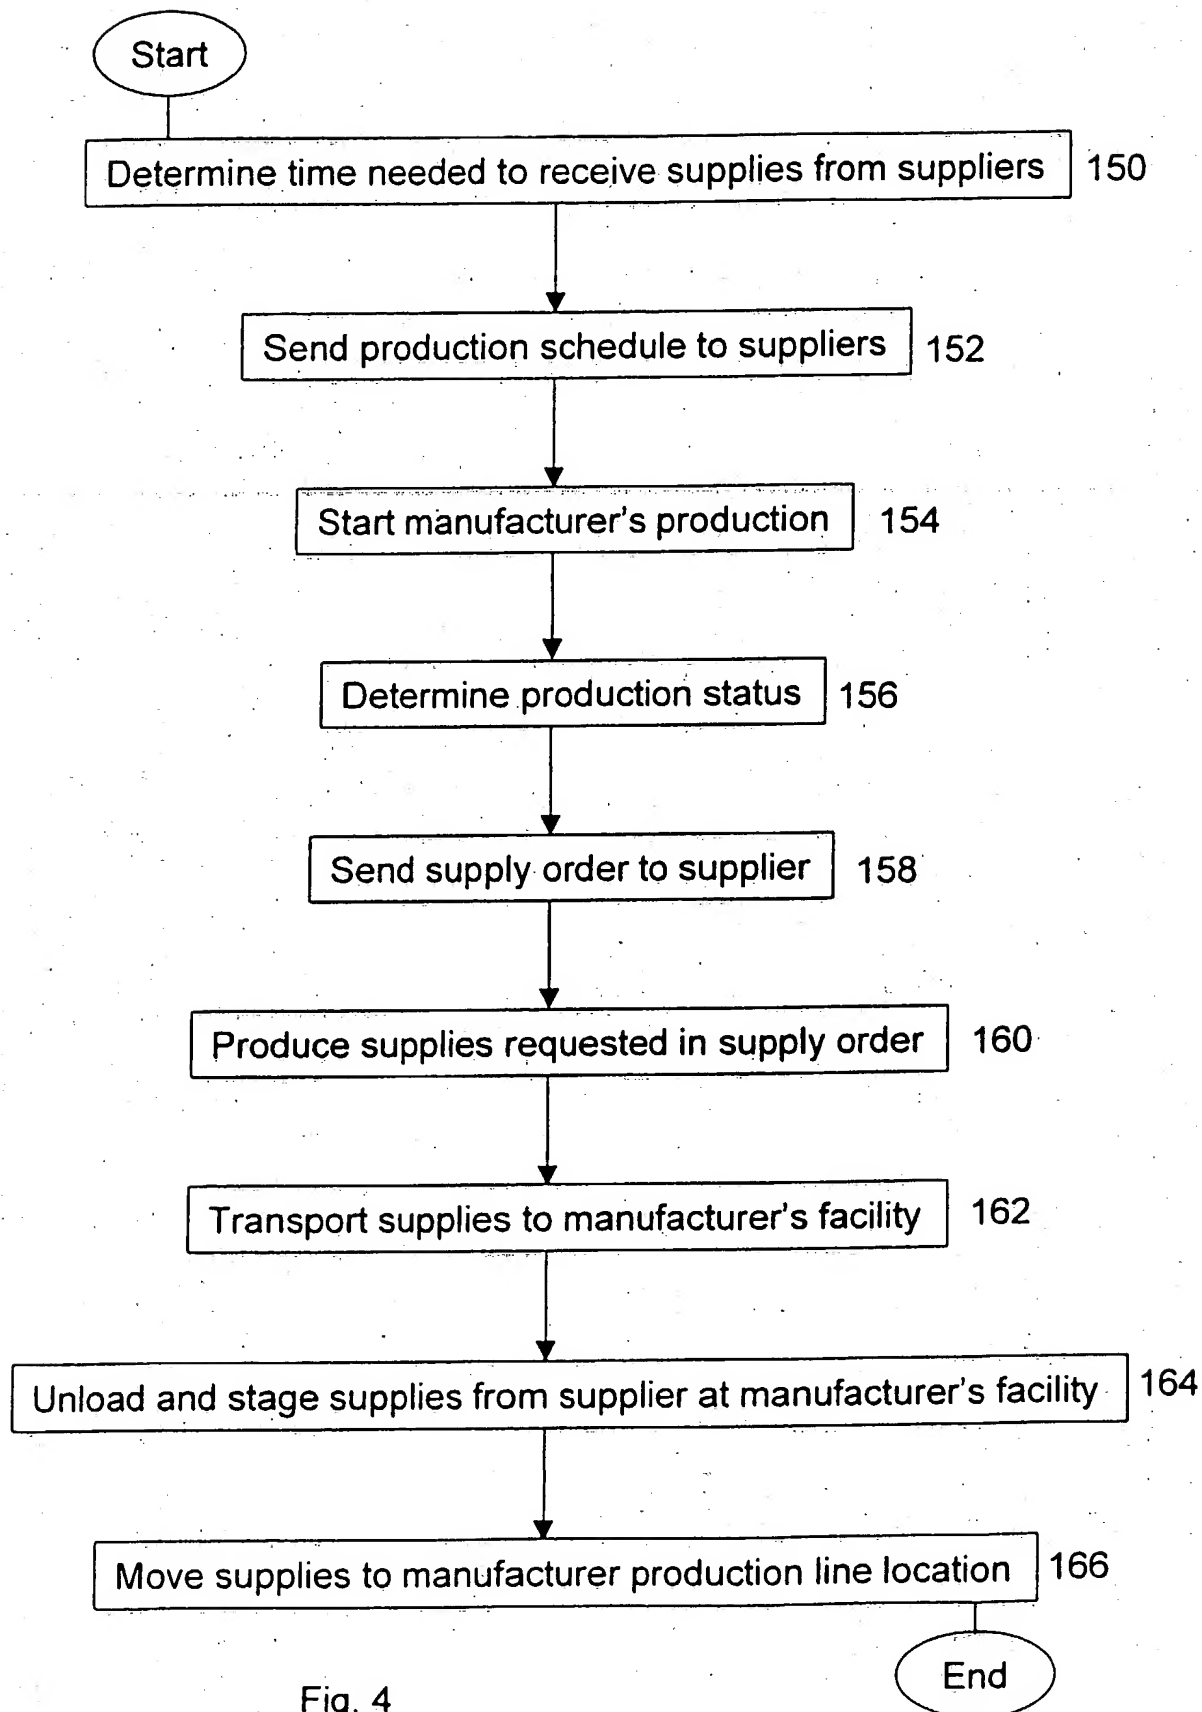 Start
Determine time needed to receive supplies from suppliers 150
Send production schedule to suppliers 152
Start manufacturer's production 154
Determine production status 156
Send supply order to supplier 158
Produce supplies requested in supply order 160
Transport supplies to manufacturer's facility 162
Unload and stage supplies from supplier at manufacturer's facility 164
Move supplies to manufacturer production line location 166
End
Fig. 4